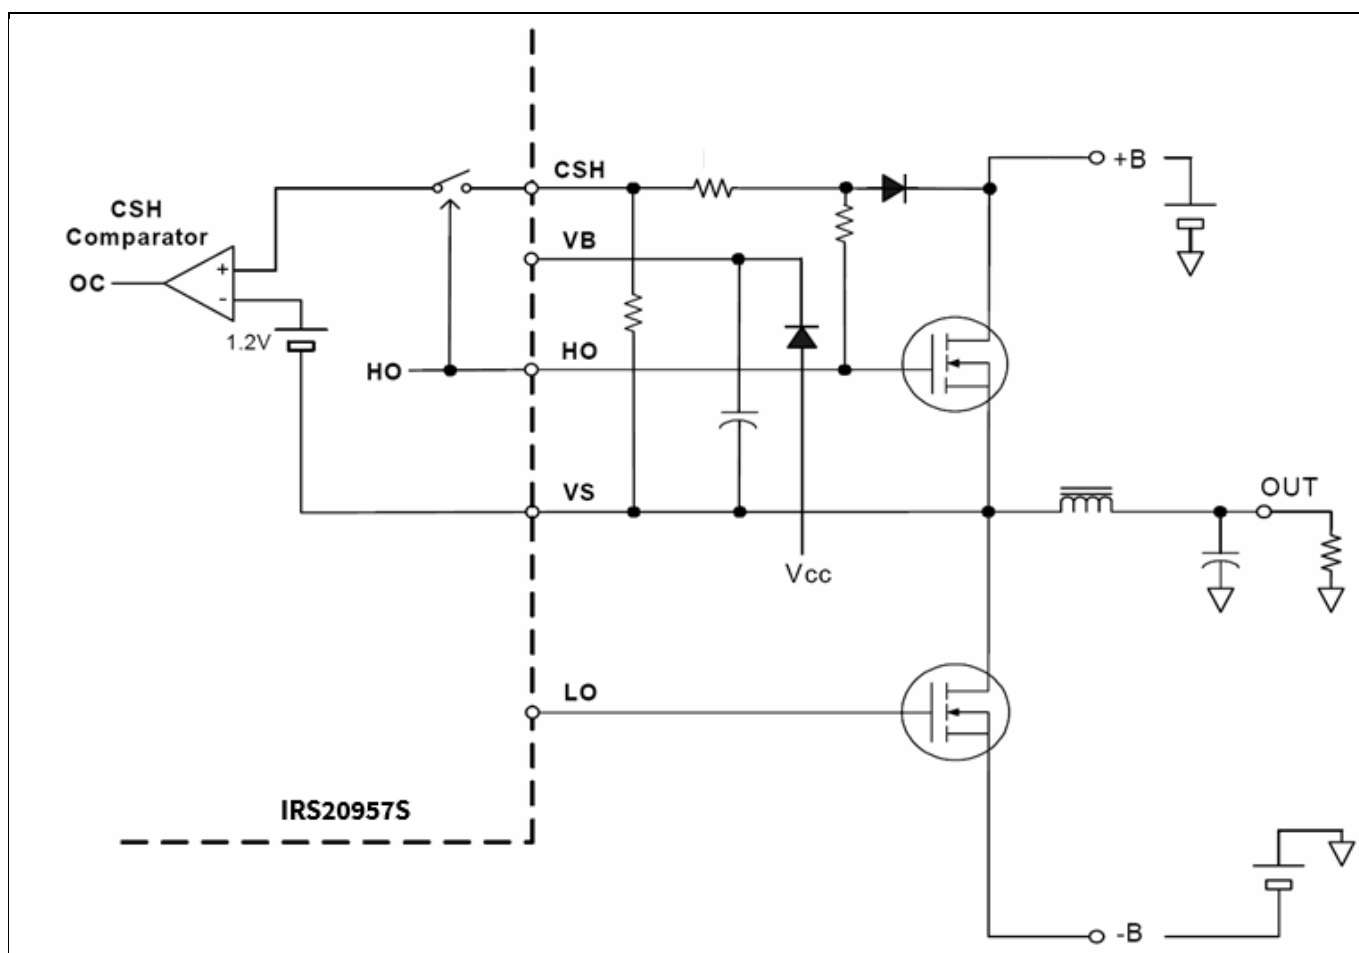 CSH
+B
CSH
Comparator
VB
+
OC
-
1.2V
HO
HO
VS
OUT
Vcc
LO
IRS20957S
-B